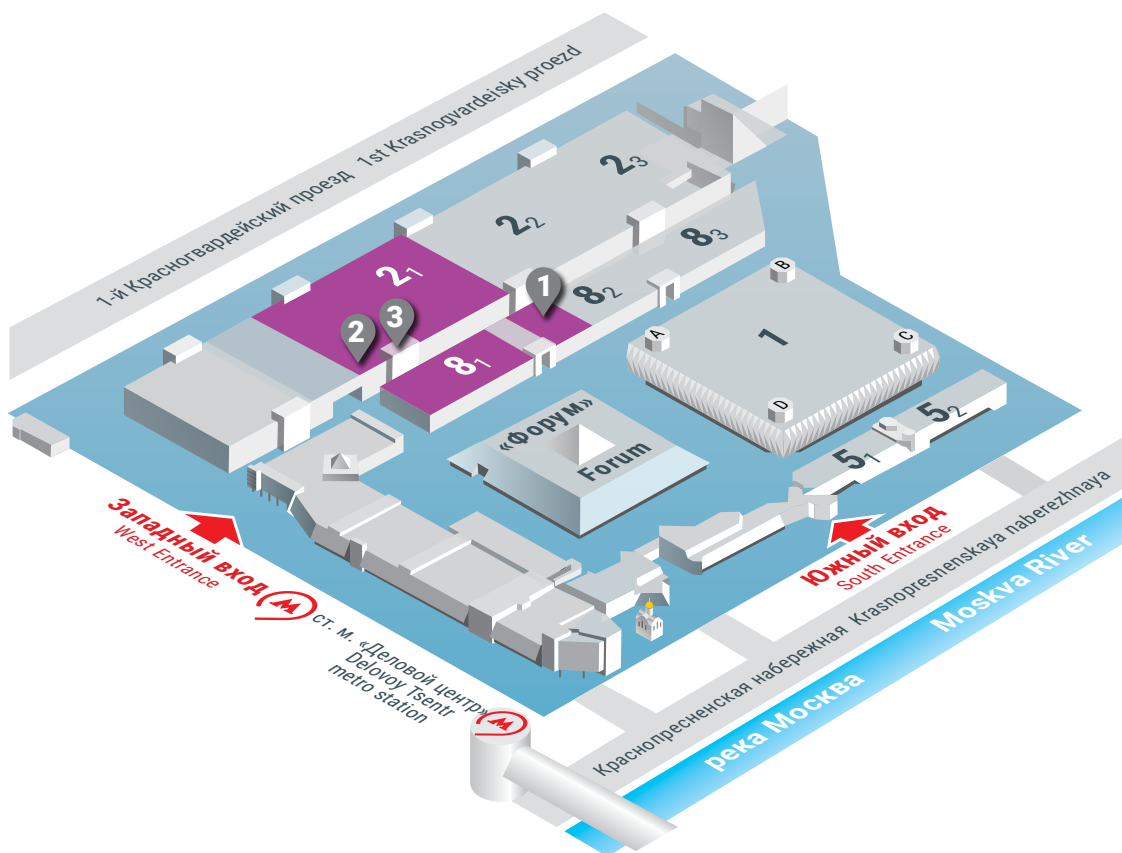 1-й Красногвардейский проезд 1st Krasnogvardeisky proezd
2₃
2₂
8₃
2₁
B
1
8₂
3
2
A
1
C
8₁
D
5₂
«Форум»
Forum
5₁
Западный вход
West Entrance
Южный вход
South Entrance
ст. м. «Деловой центр»
Delovoy Tsentr
metro station
Краснопресненская набережная Krasnopresnenskaya naberezhnaya
река Москва Moskva River